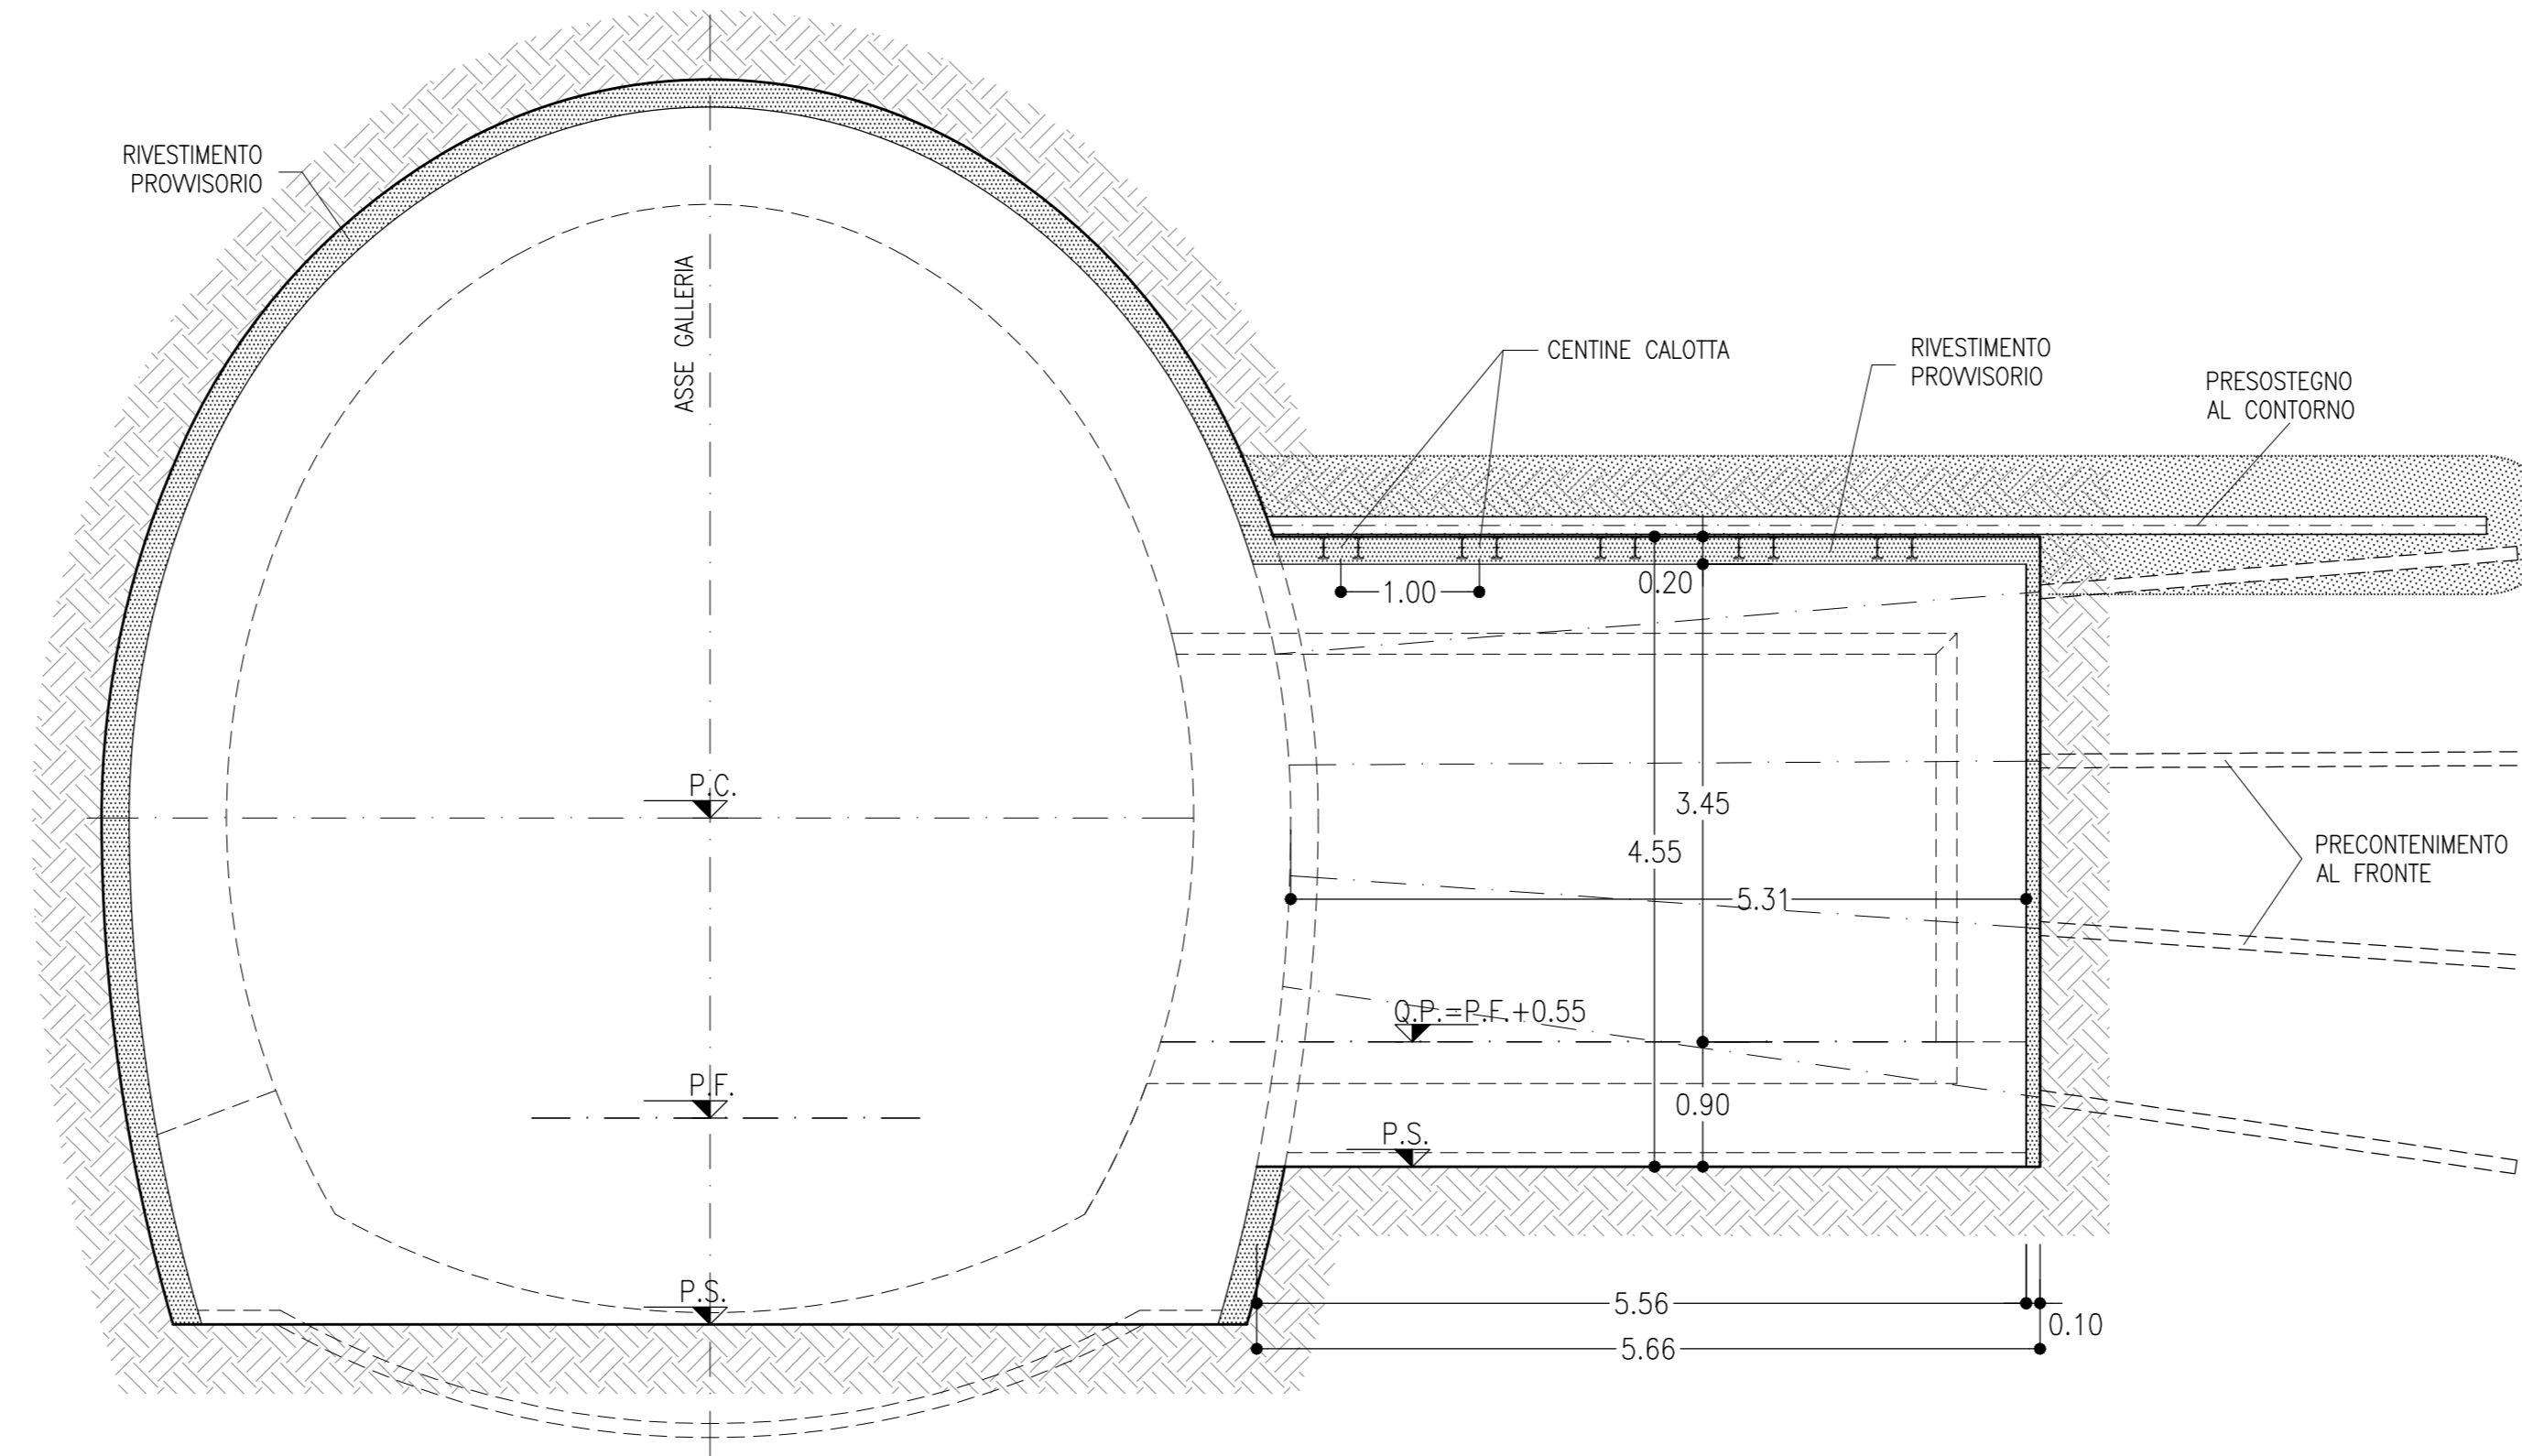 RIVESTIMENTO
PROVVISORIO
ASSE GALLERIA
CENTINE CALOTTA
RIVESTIMENTO
PROVVISORIO
PRESOSTEGNO
AL CONTORNO
1.00
0.20
P.C.
3.45
4.55
5.31
PRECONTENIMENTO
AL FRONTE
Q.P.=P.F.+0.55
P.F.
0.90
P.S.
P.S.
5.56
0.10
5.66